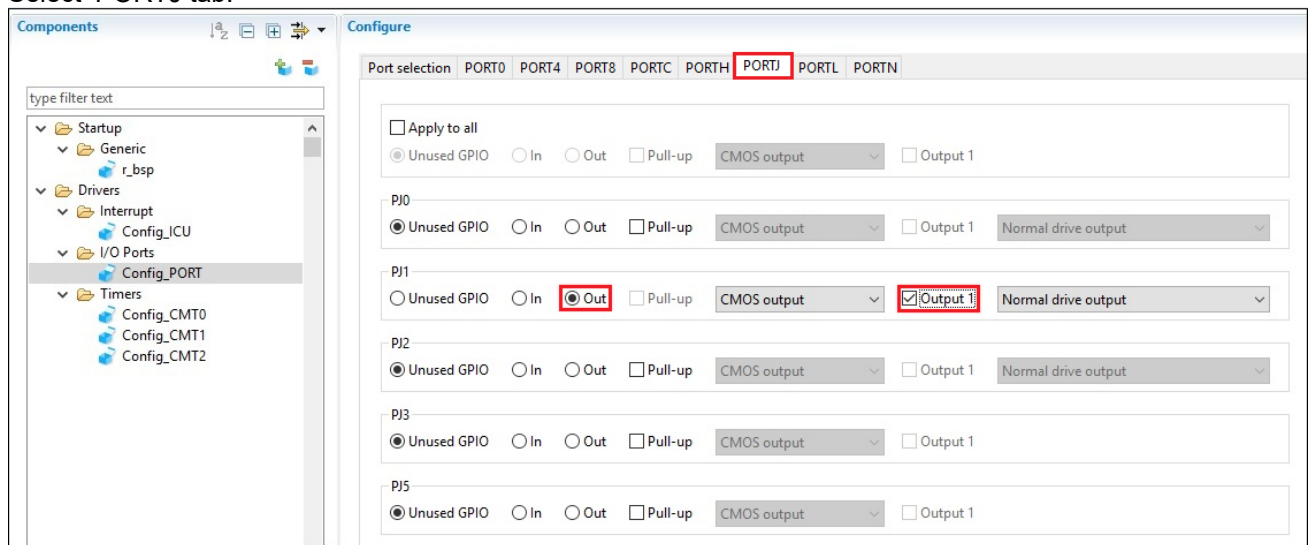 Components
Configure
Port selection PORT0 PORT4 PORT8 PORTC PORTH PORTJ PORTL PORTN
type filter text
Startup
Generic
r_bsp
Drivers
Interrupt
Config_ICU
I/O Ports
Config_PORT
Timers
Config_CMT0
Config_CMT1
Config_CMT2
Apply to all
Unused GPIO In Out Pull-up CMOS output Output 1
PJ0
Unused GPIO In Out Pull-up CMOS output Output 1 Normal drive output
PJ1
Unused GPIO In Out Pull-up CMOS output Output 1 Normal drive output
PJ2
Unused GPIO In Out Pull-up CMOS output Output 1 Normal drive output
PJ3
Unused GPIO In Out Pull-up CMOS output Output 1
PJ5
Unused GPIO In Out Pull-up CMOS output Output 1